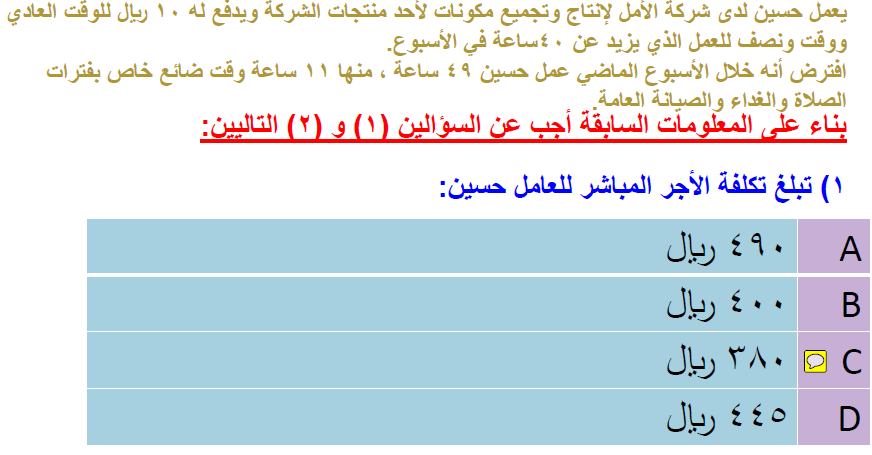 يعمل حسين لدى شركة الأمل لإنتاج وتجميع مكونات لأحد منتجات الشركة ويدفع له ١٠ ريال للوقت العادي
ووقت ونصف للعمل الذي يزيد عن ٤٠ساعة في الأسبوع.
افترض أنه خلال الأسبوع الماضي عمل حسين ٤٩ ساعة ، منها ١١ ساعة وقت ضائع خاص بفترات
الصلاة والغداء والصيانة العامة.
بناء على المعلومات السابقة أجب عن السؤالين (١) و (٢) التاليين:
١) تبلغ تكلفة الأجر المباشر للعامل حسين:
A ٤٩٠ ريال
B ٤٠٠ ريال
C ٣٨٠ ريال
D ٤٤٥ ريال